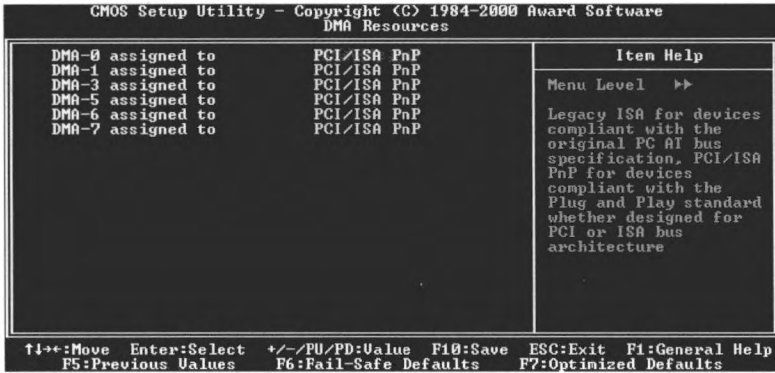 CMOS Setup Utility - Copyright (C) 1984-2000 Award Software
DMA Resources
DMA-0 assigned to PCI/ISA PnP
DMA-1 assigned to PCI/ISA PnP
DMA-3 assigned to PCI/ISA PnP
DMA-5 assigned to PCI/ISA PnP
DMA-6 assigned to PCI/ISA PnP
DMA-7 assigned to PCI/ISA PnP
Item Help
Menu Level ►►
Legacy ISA for devices
compliant with the
original PC AT bus
specification, PCI/ISA
PnP for devices
compliant with the
Plug and Play standard
whether designed for
PCI or ISA bus
architecture
↑↓→←:Move Enter:Select +/-/PU/PD:Value F10:Save ESC:Exit F1:General Help
F5:Previous Values F6:Fail-Safe Defaults F7:Optimized Defaults